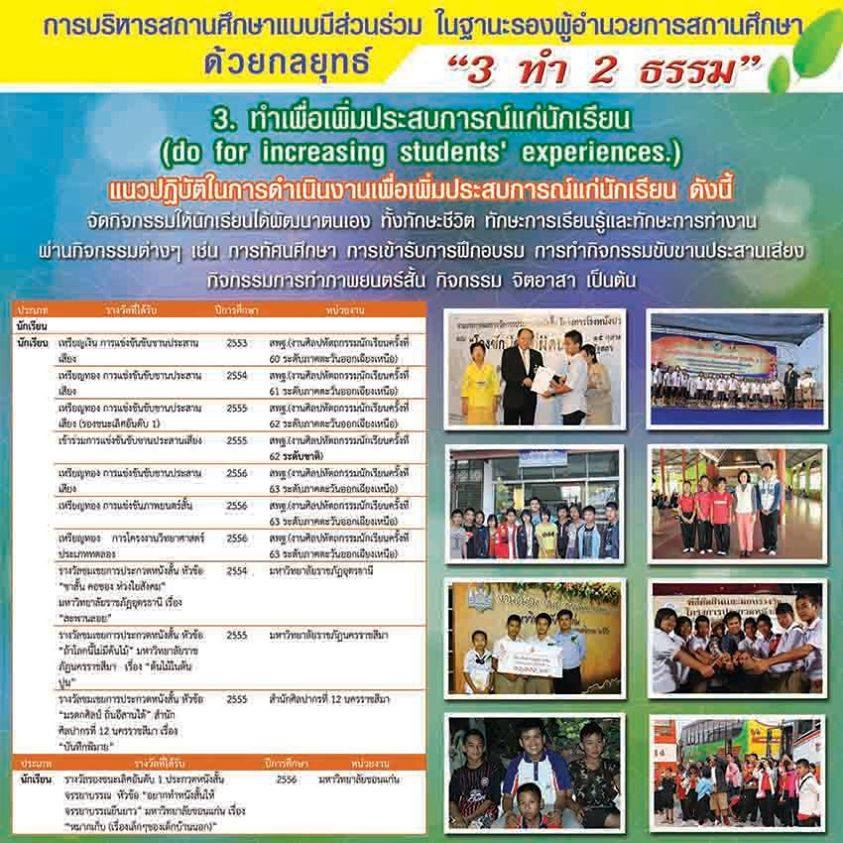 การบริหารสถานศึกษาแบบมีส่วนร่วม ในฐานะรองผู้อำนวยการสถานศึกษา
ด้วยกลยุทธ์ “3 ทำ 2 ธรรม”
3. ทำเพื่อเพิ่มประสบการณ์แก่นักเรียน
(do for increasing students' experiences.)
แนวปฏิบัติในการดำเนินงานเพื่อเพิ่มประสบการณ์แก่นักเรียน ดังนี้
จัดกิจกรรมให้นักเรียนได้พัฒนาตนเอง ทั้งทักษะชีวิต ทักษะการเรียนรู้และทักษะการทำงาน
ผ่านกิจกรรมต่างๆ เช่น การทัศนศึกษา การเข้ารับการฝึกอบรม การทำกิจกรรมขับขานประสานเสียง
กิจกรรมการทำภาพยนตร์สั้น กิจกรรม จิตอาสา เป็นต้น
ประเภท รางวัลที่ได้รับ ปีการศึกษา หน่วยงาน
นักเรียน
นักเรียน เหรียญเงิน การแข่งขันขับขานประสาน 2553 สพฐ.(งานศิลปหัตถกรรมนักเรียนครั้งที่
เสียง 60 ระดับภาคตะวันออกเฉียงเหนือ)
เหรียญทอง การแข่งขันขับขานประสาน 2554 สพฐ.(งานศิลปหัตถกรรมนักเรียนครั้งที่
เสียง 61 ระดับภาคตะวันออกเฉียงเหนือ)
เหรียญทอง การแข่งขันขับขานประสาน 2555 สพฐ.(งานศิลปหัตถกรรมนักเรียนครั้งที่
เสียง (รองชนะเลิศอันดับ 1) 62 ระดับภาคตะวันออกเฉียงเหนือ)
เข้าร่วมการแข่งขันขับขานประสานเสียง 2555 สพฐ.(งานศิลปหัตถกรรมนักเรียนครั้งที่
62 ระดับชาติ)
เหรียญทอง การแข่งขันขับขานประสาน 2556 สพฐ.(งานศิลปหัตถกรรมนักเรียนครั้งที่
เสียง 63 ระดับภาคตะวันออกเฉียงเหนือ)
เหรียญทอง การแข่งขันภาพยนตร์สั้น 2556 สพฐ.(งานศิลปหัตถกรรมนักเรียนครั้งที่
63 ระดับภาคตะวันออกเฉียงเหนือ)
เหรียญทอง การโครงงานวิทยาศาสตร์ 2556 สพฐ.(งานศิลปหัตถกรรมนักเรียนครั้งที่
ประเภททดลอง 63 ระดับภาคตะวันออกเฉียงเหนือ)
รางวัลชมเชยการประกวดหนังสั้น หัวข้อ 2554 มหาวิทยาลัยราชภัฏอุดรธานี
“ขาสั้น คอซอง ห่วงใยสังคม”
มหาวิทยาลัยราชภัฏอุดรธานี เรื่อง
“สะพานลอย”
รางวัลชมเชยการประกวดหนังสั้น หัวข้อ 2555 มหาวิทยาลัยราชภัฏนครราชสีมา
“ถ้าโลกนี้ไม่มีต้นไม้” มหาวิทยาลัยราช
ภัฏนครราชสีมา เรื่อง “ต้นไม้ในต้น
ปูน”
รางวัลชมเชยการประกวดหนังสั้น หัวข้อ 2555 สำนักศิลปากรที่ 12 นครราชสีมา
“มรดกศิลป์ ถิ่นอีสานใต้” สำนัก
ศิลปากรที่ 12 นครราชสีมา เรื่อง
“บันทึกพิมาย”
ประเภท รางวัลที่ได้รับ ปีการศึกษา หน่วยงาน
นักเรียน รางวัลรองชนะเลิศอันดับ 1 ประกวดหนังสั้น 2556 มหาวิทยาลัยขอนแก่น
จรรยาบรรณ หัวข้อ “อยากทำหนังสั้นให้
จรรยาบรรณยืนยาว” มหาวิทยาลัยขอนแก่น เรื่อง
“หมากเก็บ (เรื่องเล็กๆของเด็กบ้านนอก)”